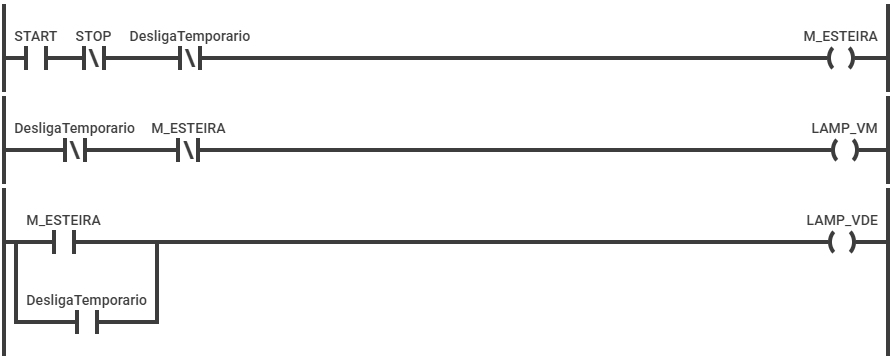 START STOP DesligaTemporario M_ESTEIRA
DesligaTemporario M_ESTEIRA LAMP_VM
M_ESTEIRA LAMP_VDE
DesligaTemporario